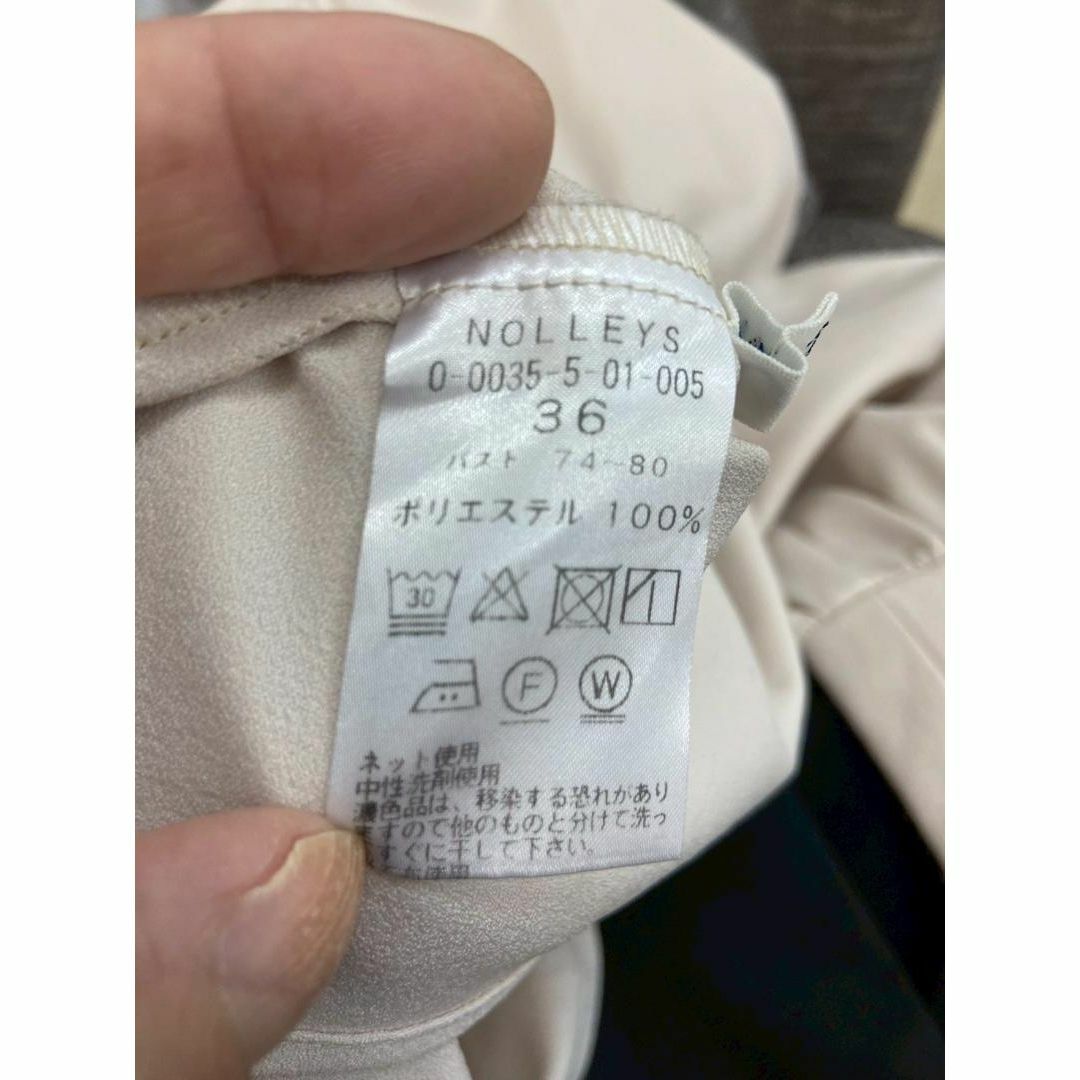 NOLLEYS
0-0035-5-01-005
36
バスト 74~80
ポリエステル 100%
30
F W
ネット使用
中性洗剤使用
濃色品は、移染する恐れがあり
ますので他のものと分けて洗っ
すぐに干して下さい。
使用